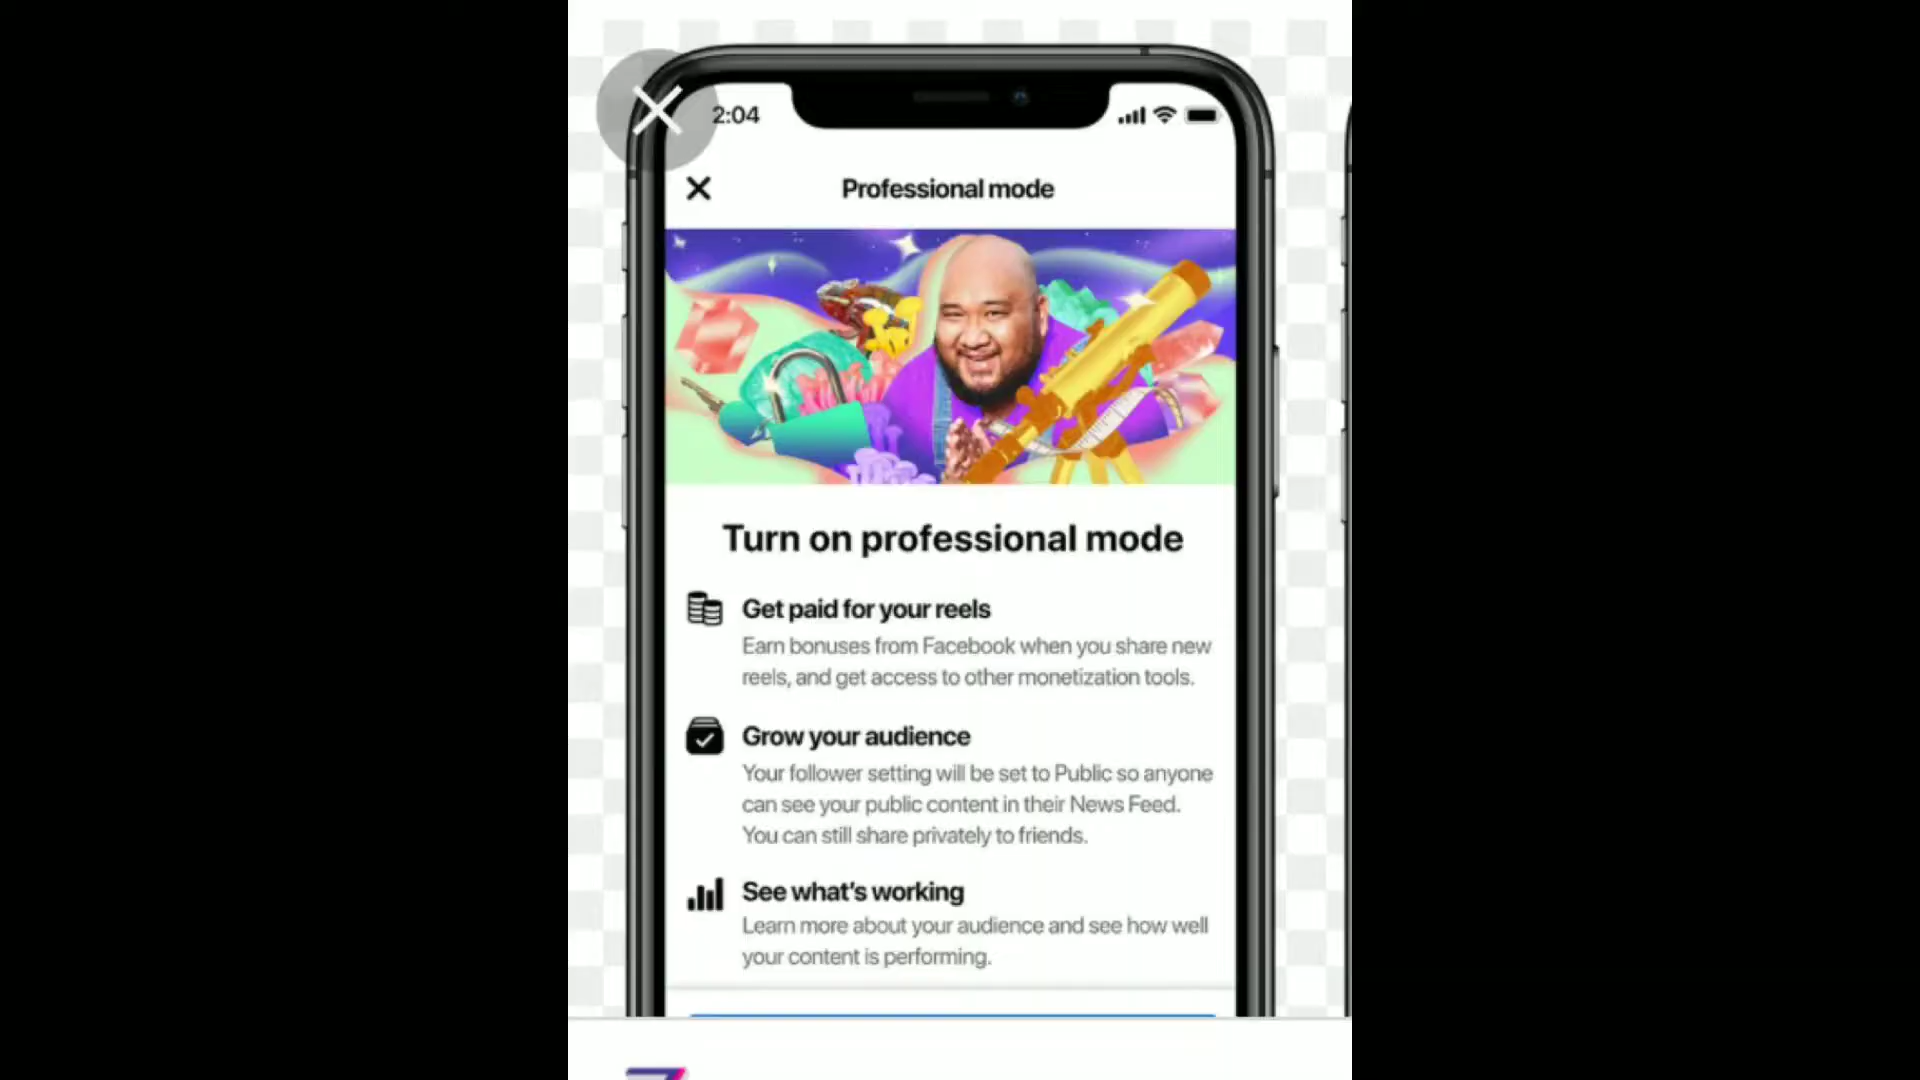 2:04
Professional mode
Turn on professional mode
Get paid for your reels
Earn bonuses from Facebook when you share new
reels, and get access to other monetization tools.
Grow your audience
Your follower setting will be set to Public so anyone
can see your public content in their News Feed.
You can still share privately to friends.
See what's working
Learn more about your audience and see how well
your content is performing.